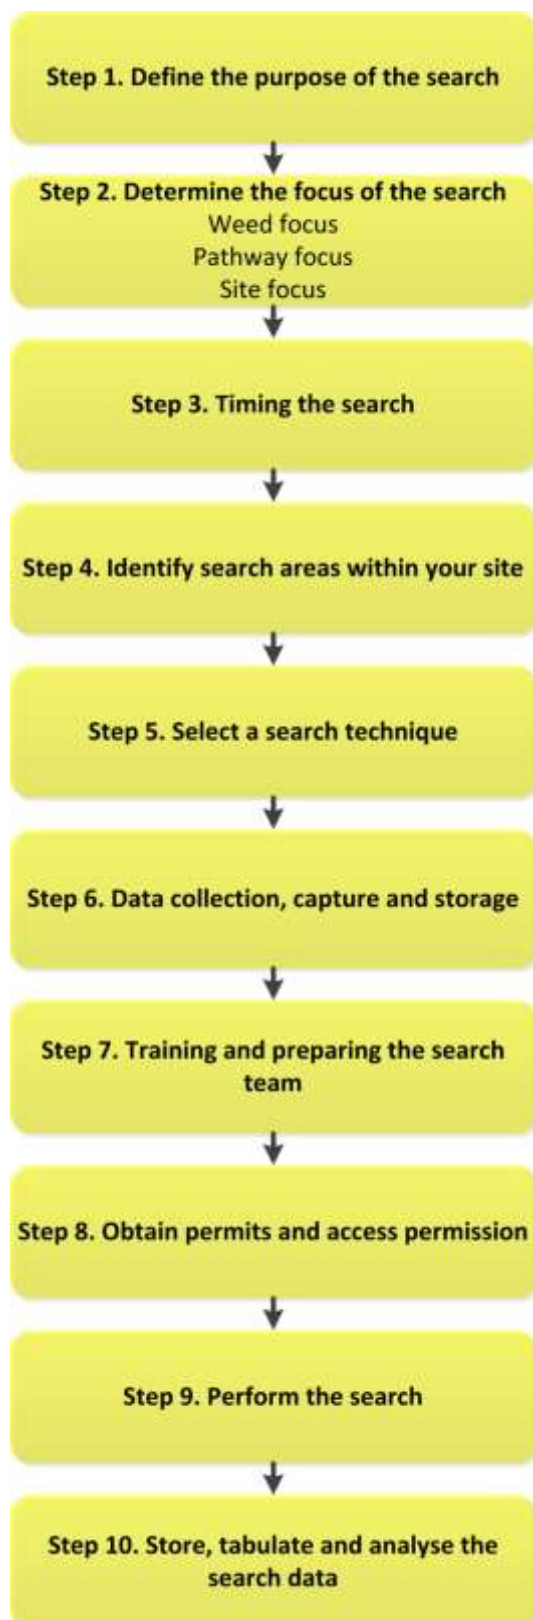 Step 1. Define the purpose of the search
Step 2. Determine the focus of the search
Weed focus
Pathway focus
Site focus
Step 3. Timing the search
Step 4. Identify search areas within your site
Step 5. Select a search technique
Step 6. Data collection, capture and storage
Step 7. Training and preparing the search
team
Step 8. Obtain permits and access permission
Step 9. Perform the search
Step 10. Store, tabulate and analyse the
search data